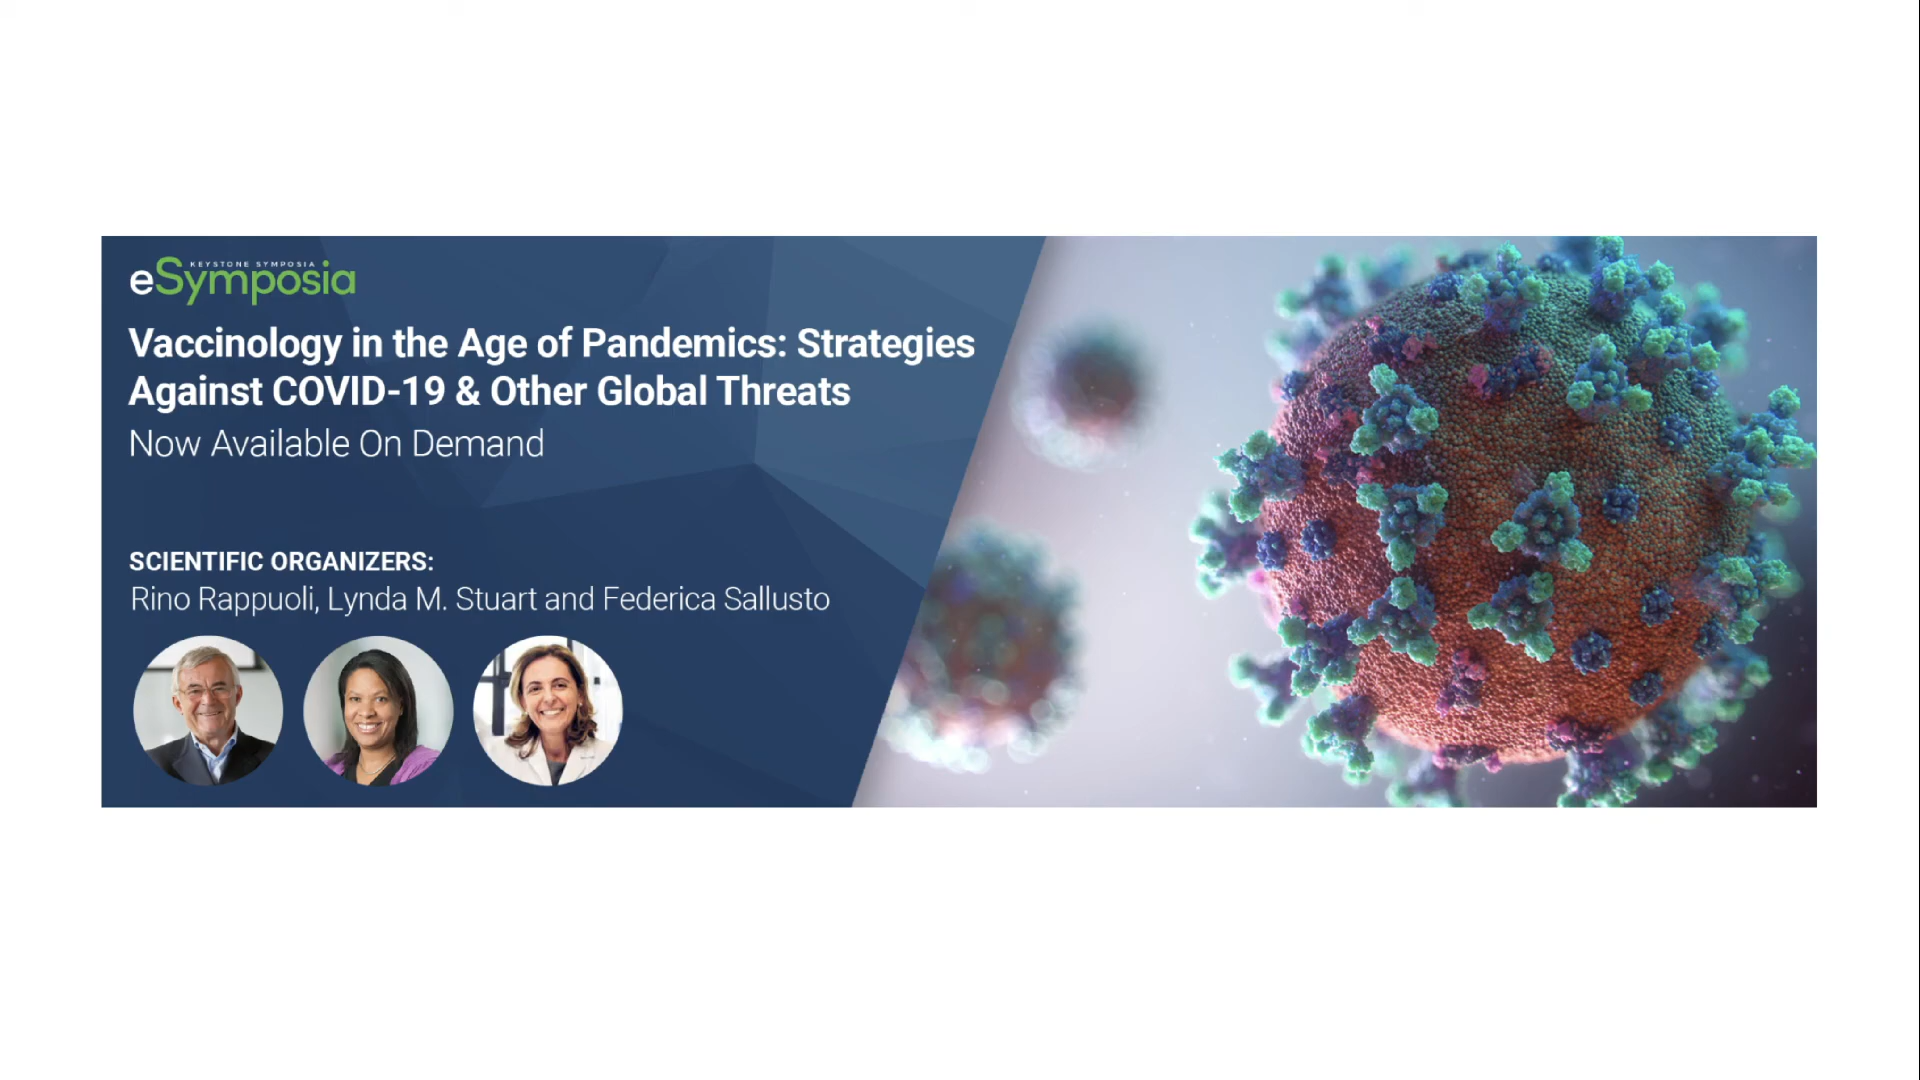 KEYSTONE SYMPOSIA
eSymposia
Vaccinology in the Age of Pandemics: Strategies
Against COVID-19 & Other Global Threats
Now Available On Demand
SCIENTIFIC ORGANIZERS:
Rino Rappuoli, Lynda M. Stuart and Federica Sallusto